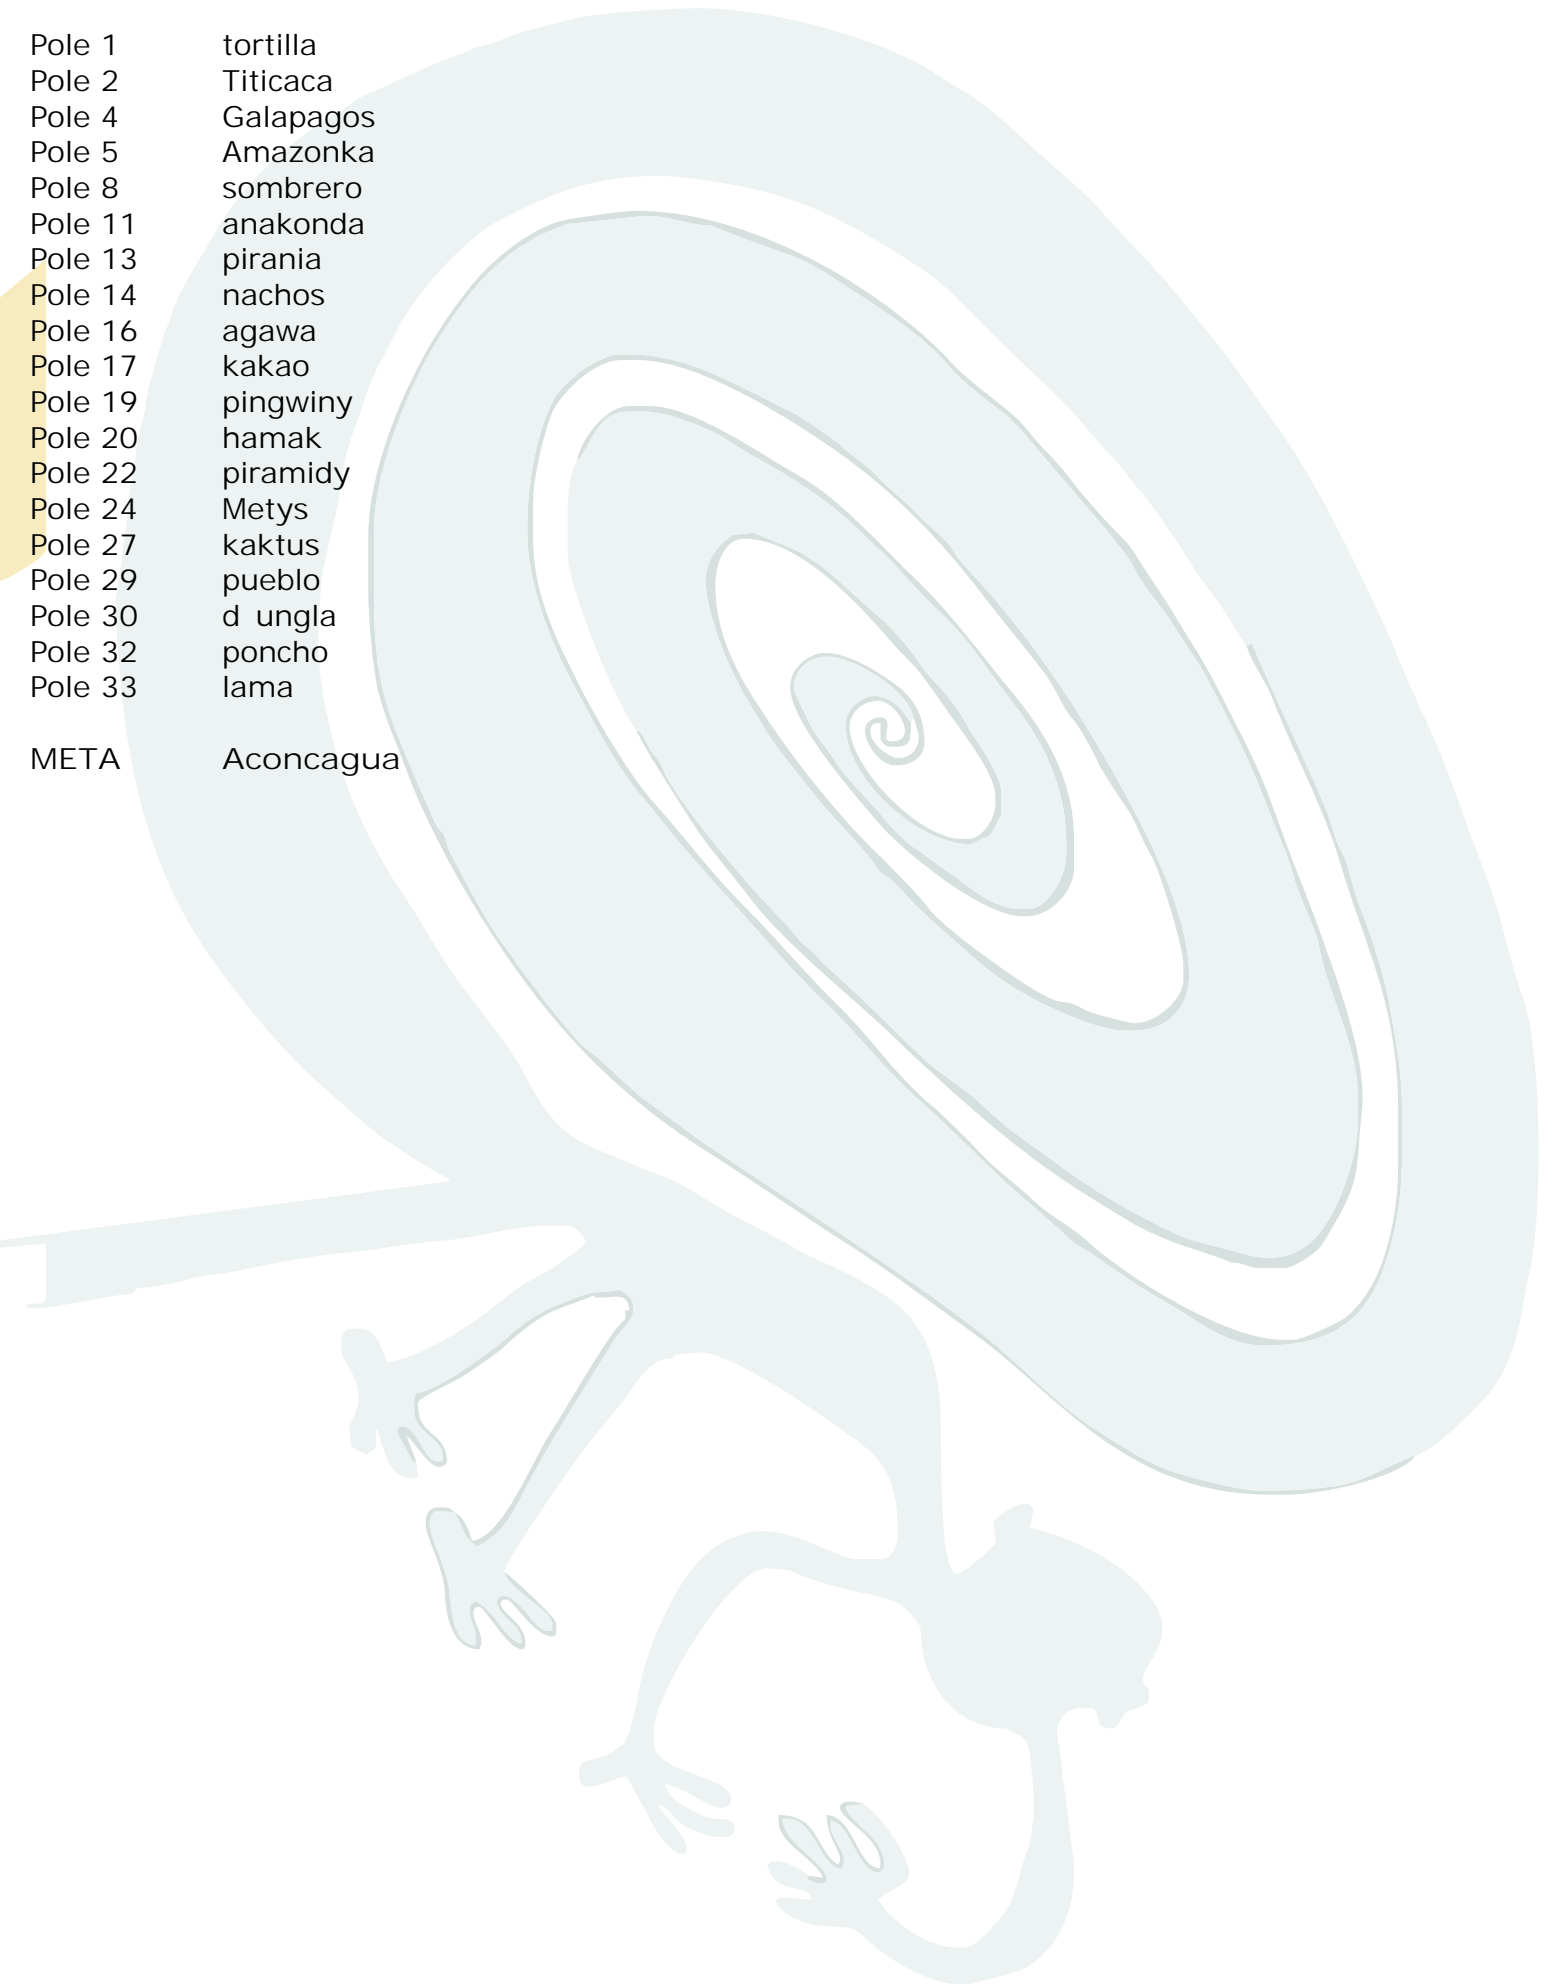 Pole 1 tortilla
Pole 2 Titicaca
Pole 4 Galapagos
Pole 5 Amazonka
Pole 8 sombrero
Pole 11 anakonda
Pole 13 pirania
Pole 14 nachos
Pole 16 agawa
Pole 17 kakao
Pole 19 pingwiny
Pole 20 hamak
Pole 22 piramidy
Pole 24 Metys
Pole 27 kaktus
Pole 29 pueblo
Pole 30 d ungla
Pole 32 poncho
Pole 33 lama
META Aconcagua